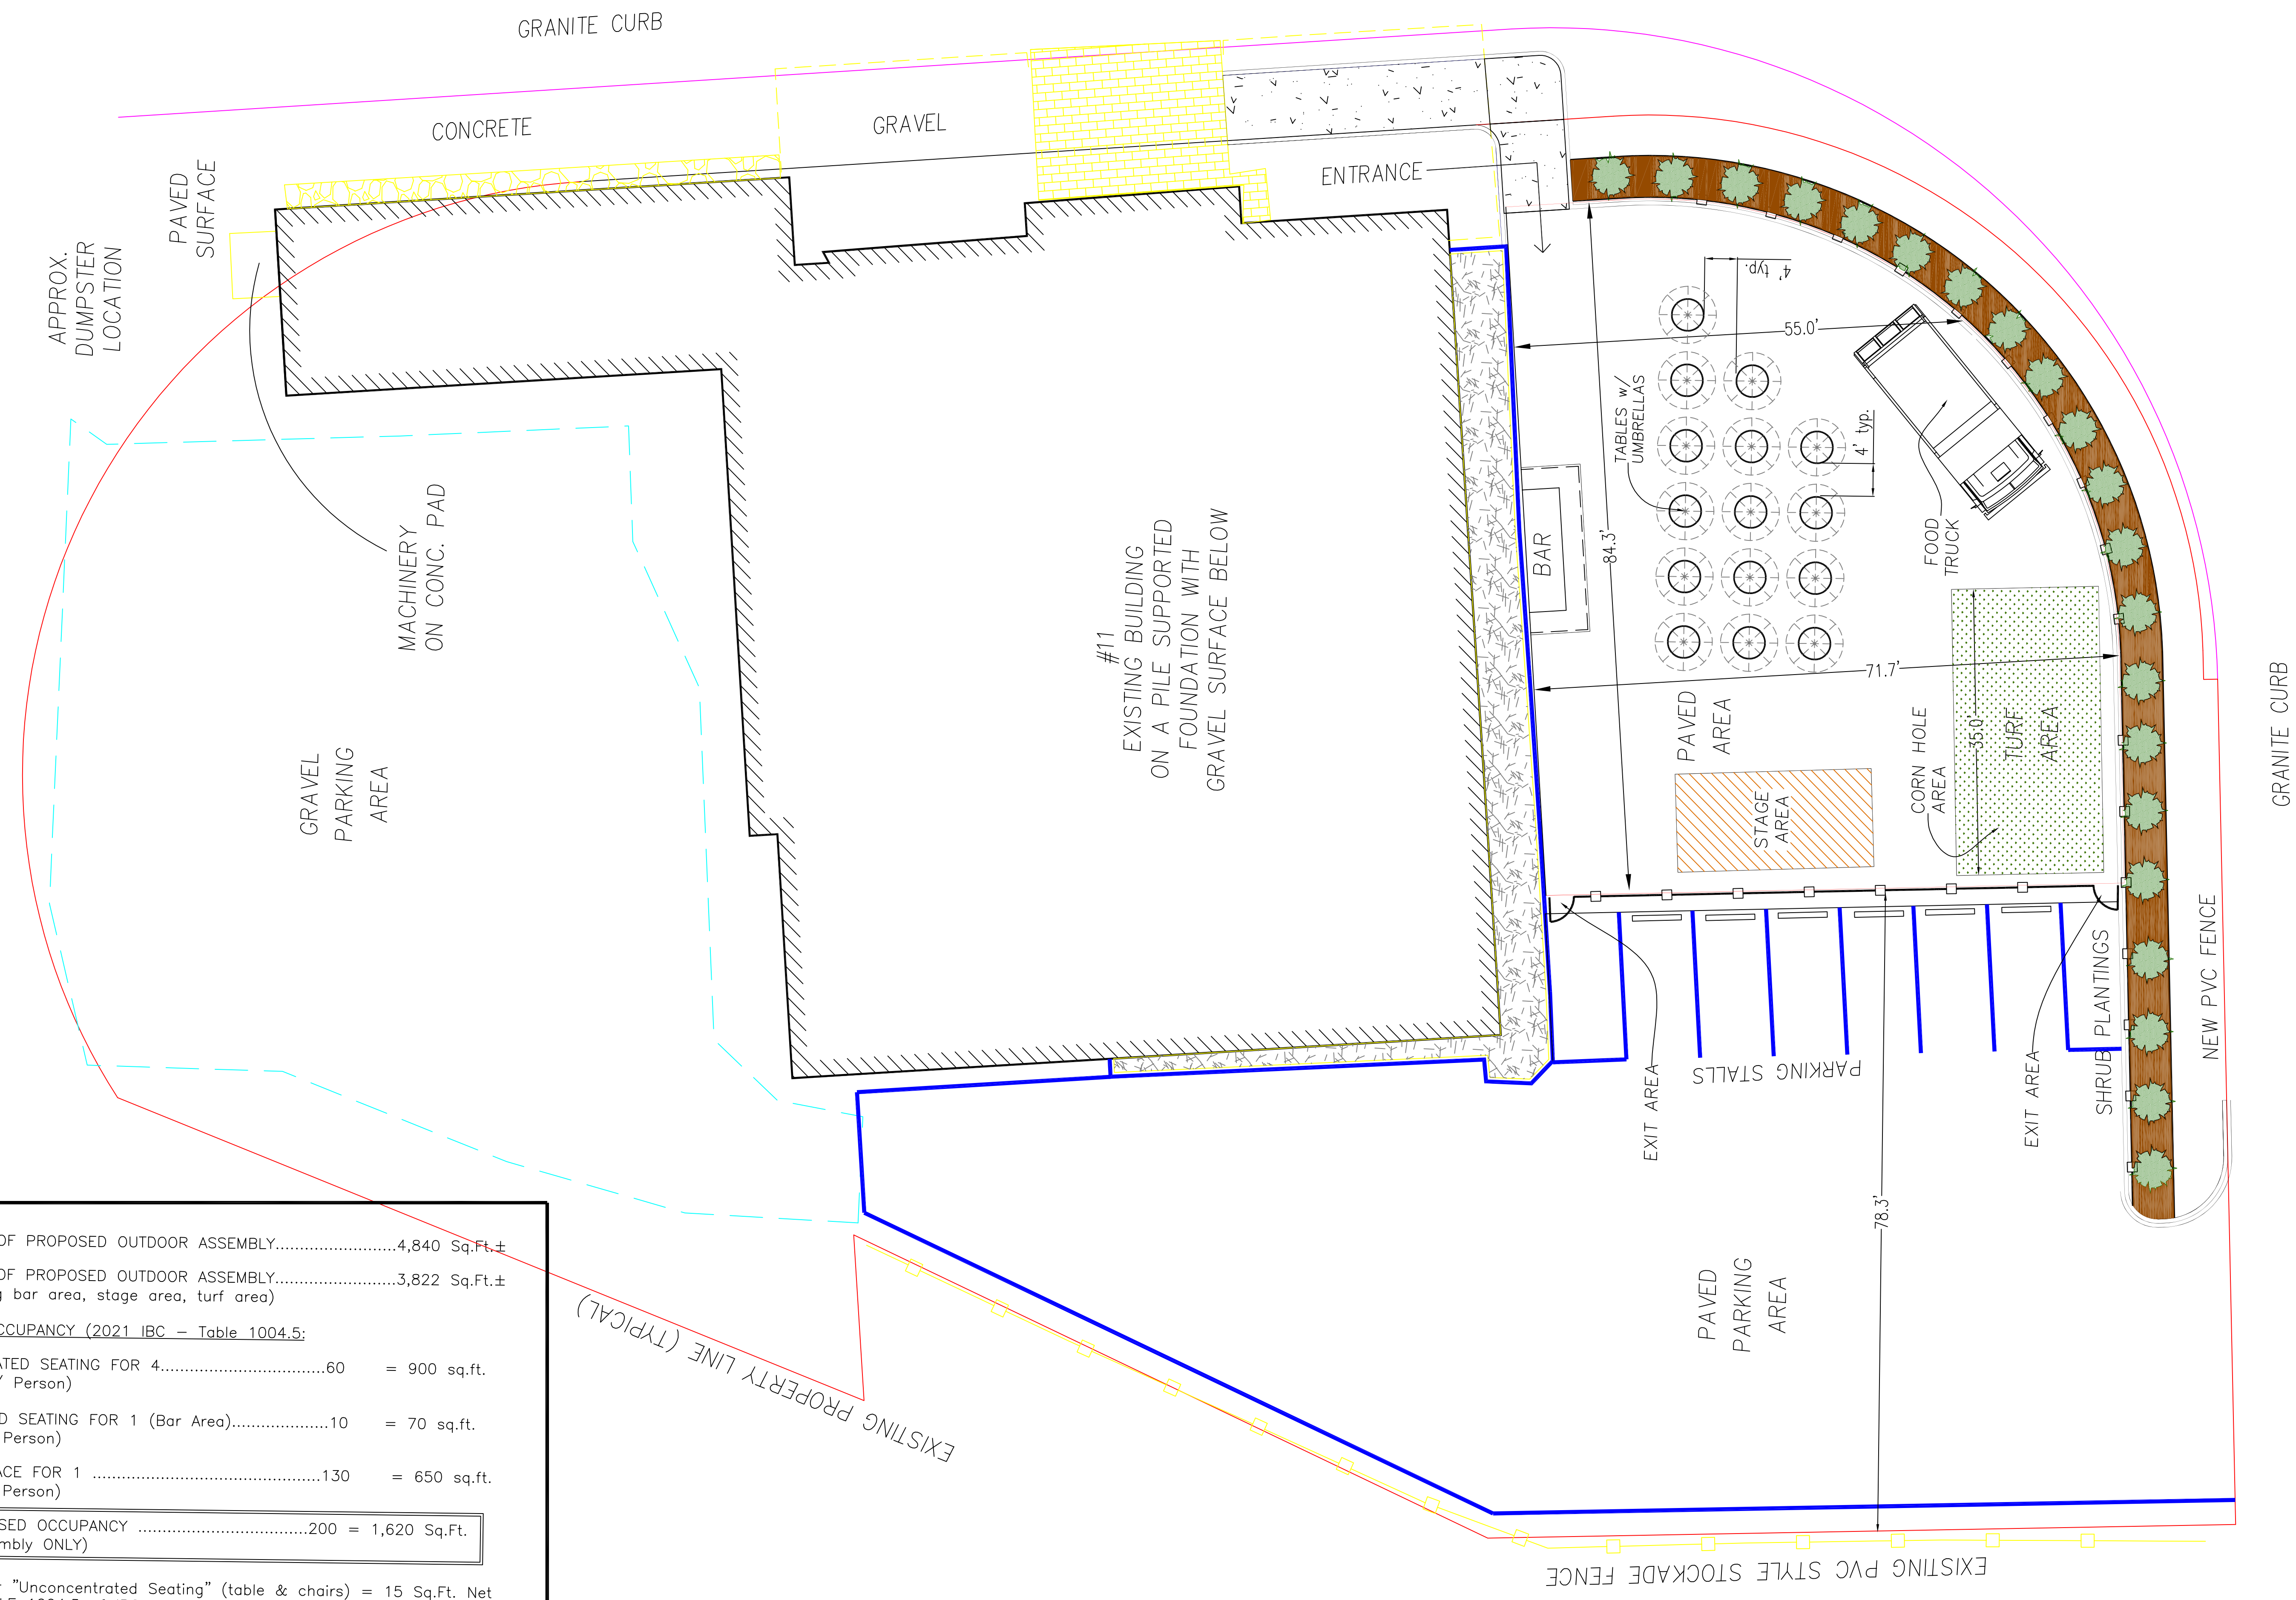 GRANITE CURB
CONCRETE
GRAVEL
PAVED
SURFACE
APPROX.
DUMPSTER
LOCATION
ENTRANCE
4' typ.
55.0'
TABLES w/
UMBRELLAS
4' typ.
BAR
84.3'
FOOD
TRUCK
MACHINERY
ON CONC. PAD
#11
EXISTING BUILDING
ON A PILE SUPPORTED
FOUNDATION WITH
GRAVEL SURFACE BELOW
71.7'
GRAVEL
PARKING
AREA
PAVED
AREA
STAGE
AREA
CORN HOLE
AREA
35.0'
TURF
AREA
GRANITE CURB
NEW PVC FENCE
SHRUB PLANTINGS
EXIT AREA
EXIT AREA
PARKING STALLS
78.3'
PAVED
PARKING
AREA
EXISTING PROPERTY LINE (TYPICAL)
EXISTING PVC STYLE STOCKADE FENCE
OF PROPOSED OUTDOOR ASSEMBLY.........................4,840 Sq.Ft.±
OF PROPOSED OUTDOOR ASSEMBLY.........................3,822 Sq.Ft.±
bar area, stage area, turf area)
(2021 IBC - Table 1004.5:
SEATING FOR 4..................................60 = 900 sq.ft.
Person)
SEATING FOR 1 (Bar Area)....................10 = 70 sq.ft.
Person)
FOR 1 ...............................................130 = 650 sq.ft.
Person)
OCCUPANCY ...................................200 = 1,620 Sq.Ft.
ONLY)
"Unconcentrated Seating" (table & chairs) = 15 Sq.Ft. Net